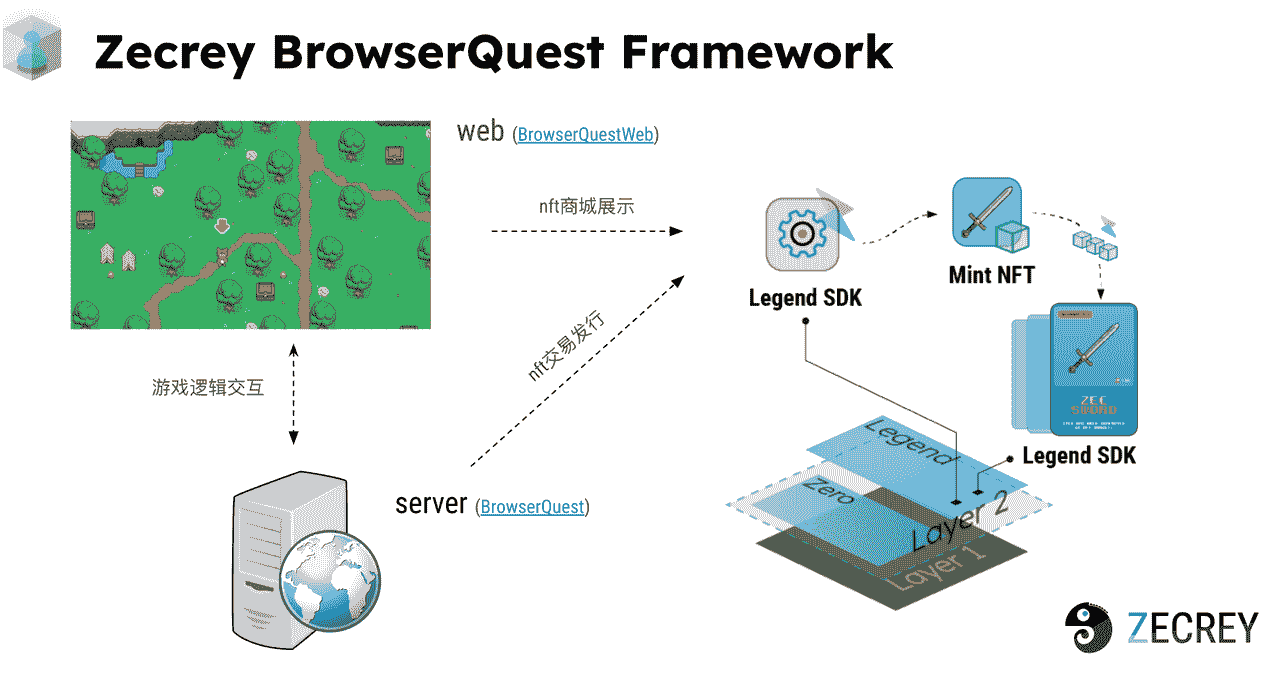 Zecrey BrowserQuest Framework
web (BrowserQuestWeb)
nft商城展示
Legend SDK
Mint NFT
nft交易发行
游戏逻辑交互
ZEC
SWORD
Legend SDK
Legend
Zero
Layer 2
Layer 1
server (BrowserQuest)
ZECREY